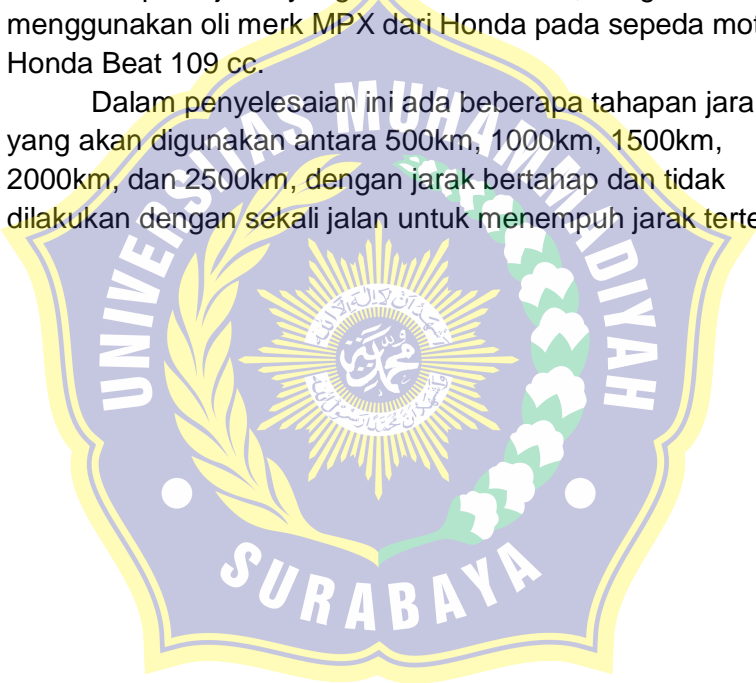 menggunakan oli merk MPX dari Honda pada sepeda mot
Honda Beat 109 cc.
Dalam penyelesaian ini ada beberapa tahapan jara
yang akan digunakan antara 500km, 1000km, 1500km,
2000km, dan 2500km, dengan jarak bertahap dan tidak
dilakukan dengan sekali jalan untuk menempuh jarak terte
UNIVERSITAS MUHAMMADIYAH
SURABAYA